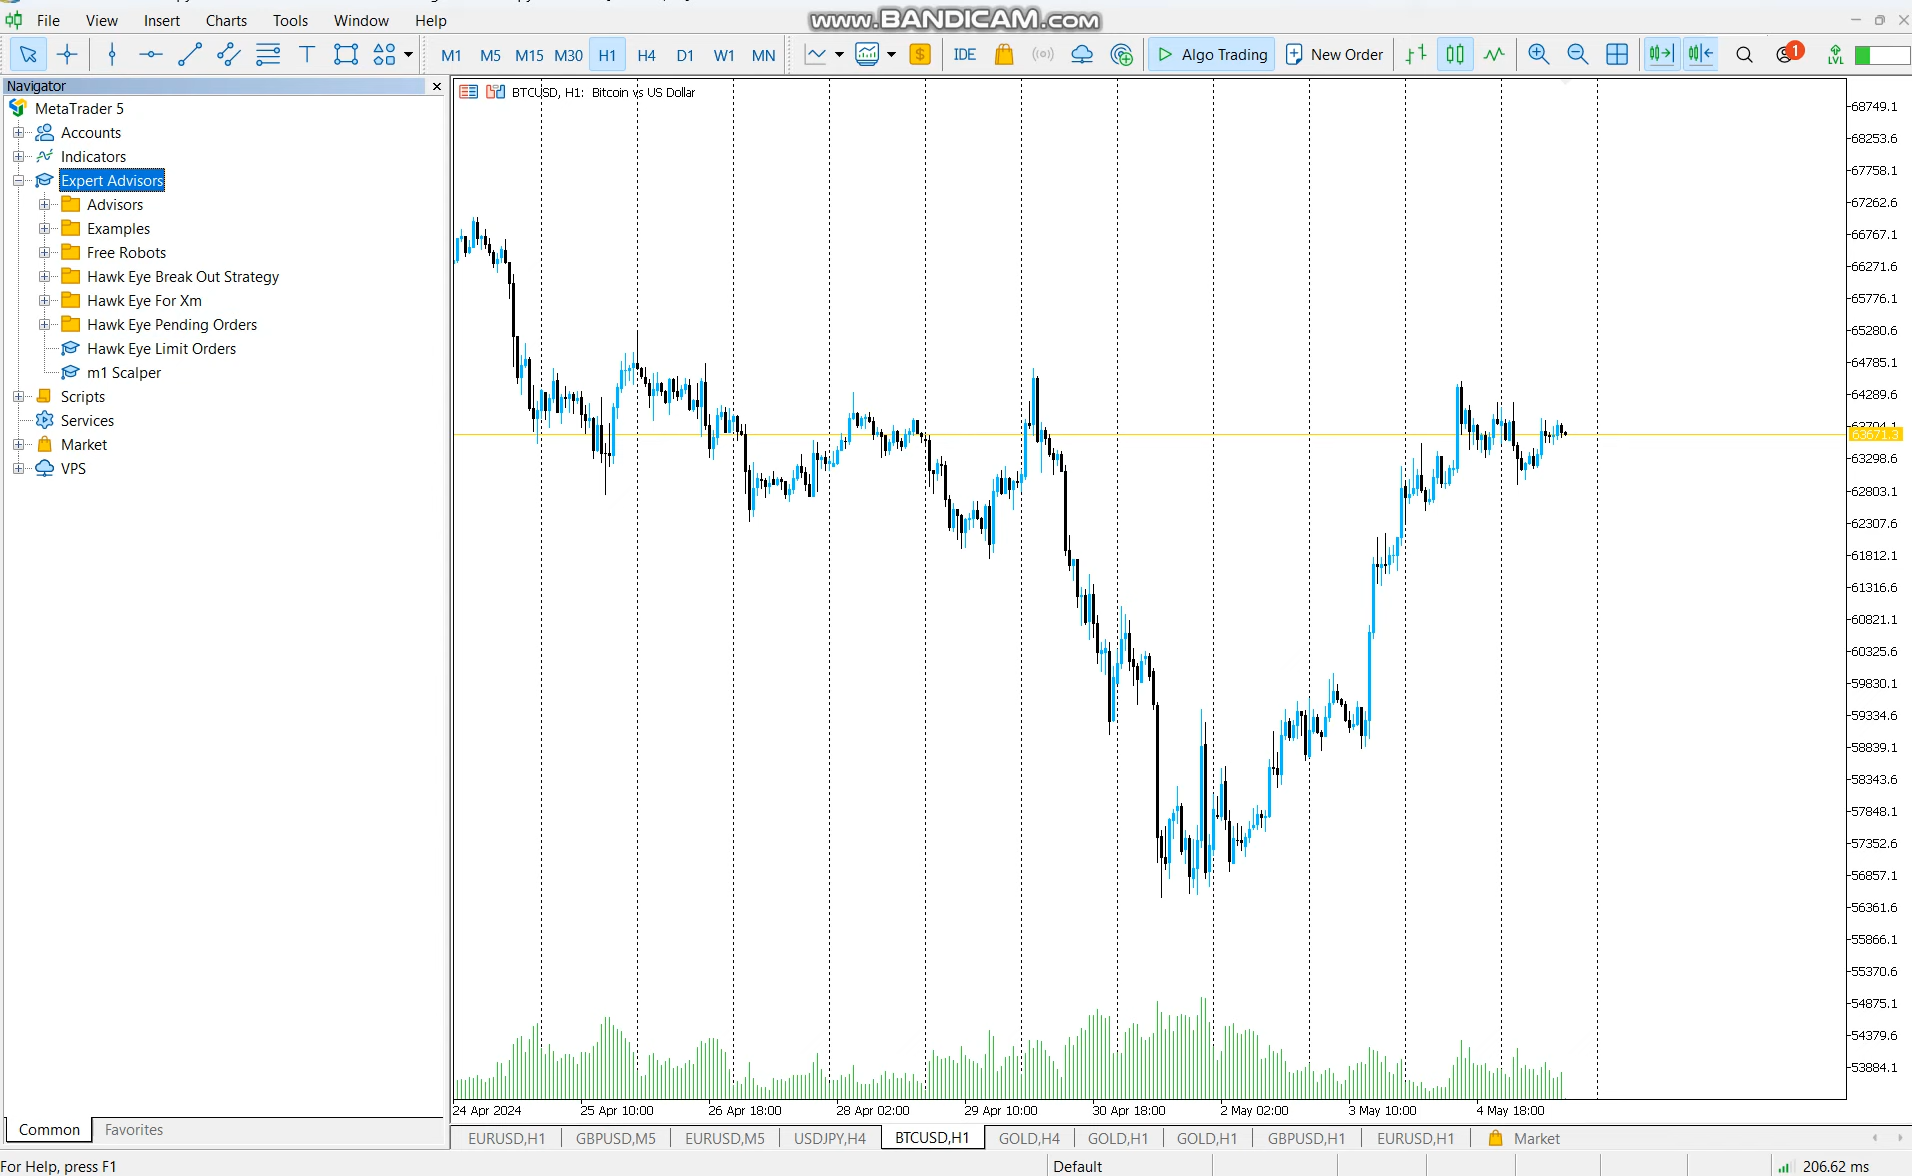 File View Insert Charts Tools Window Help
www.BANDICAM.com
M1 M5 M15 M30 H1 H4 D1 W1 MN
IDE
Algo Trading
New Order
1
LVL
Navigator
MetaTrader 5
Accounts
Indicators
Expert Advisors
Advisors
Examples
Free Robots
Hawk Eye Break Out Strategy
Hawk Eye For Xm
Hawk Eye Pending Orders
Hawk Eye Limit Orders
m1 Scalper
Scripts
Services
Market
VPS
Common
Favorites
BTCUSD, H1: Bitcoin vs US Dollar
68749.1
68253.6
67758.1
67262.6
66767.1
66271.6
65776.1
65280.6
64785.1
64289.6
63671.3
63298.6
62803.1
62307.6
61812.1
61316.6
60821.1
60325.6
59830.1
59334.6
58839.1
58343.6
57848.1
57352.6
56857.1
56361.6
55866.1
55370.6
54875.1
54379.6
53884.1
24 Apr 2024 25 Apr 10:00 26 Apr 18:00 28 Apr 02:00 29 Apr 10:00 30 Apr 18:00 2 May 02:00 3 May 10:00 4 May 18:00
EURUSD,H1 GBPUSD,M5 EURUSD,M5 USDJPY,H4 BTCUSD,H1 GOLD,H4 GOLD,H1 GOLD,H1 GBPUSD,H1 EURUSD,H1 Market
For Help, press F1
Default
206.62 ms